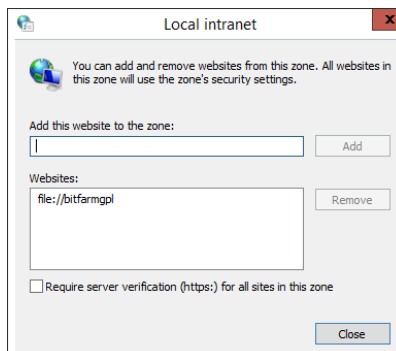 Local intranet
x
You can add and remove websites from this zone. All websites in
this zone will use the zone's security settings.
Add this website to the zone:
Add
Websites:
file://bitfarmgpl
Remove
Require server verification (https:) for all sites in this zone
Close